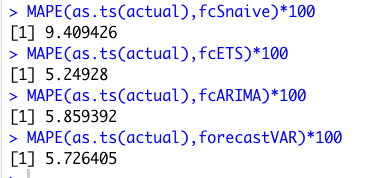 > MAPE(as.ts(actual),fcSnaive)*100
[1] 9.409426
> MAPE(as.ts(actual),fcETS)*100
[1] 5.24928
> MAPE(as.ts(actual),fcARIMA)*100
[1] 5.859392
> MAPE(as.ts(actual),forecastVAR)*100
[1] 5.726405
>